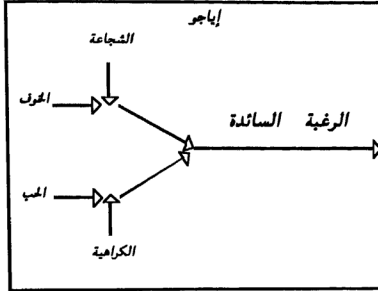 إياجو
الشجاعة
الخوف
الرغبة السائدة
الحب
الكراهية